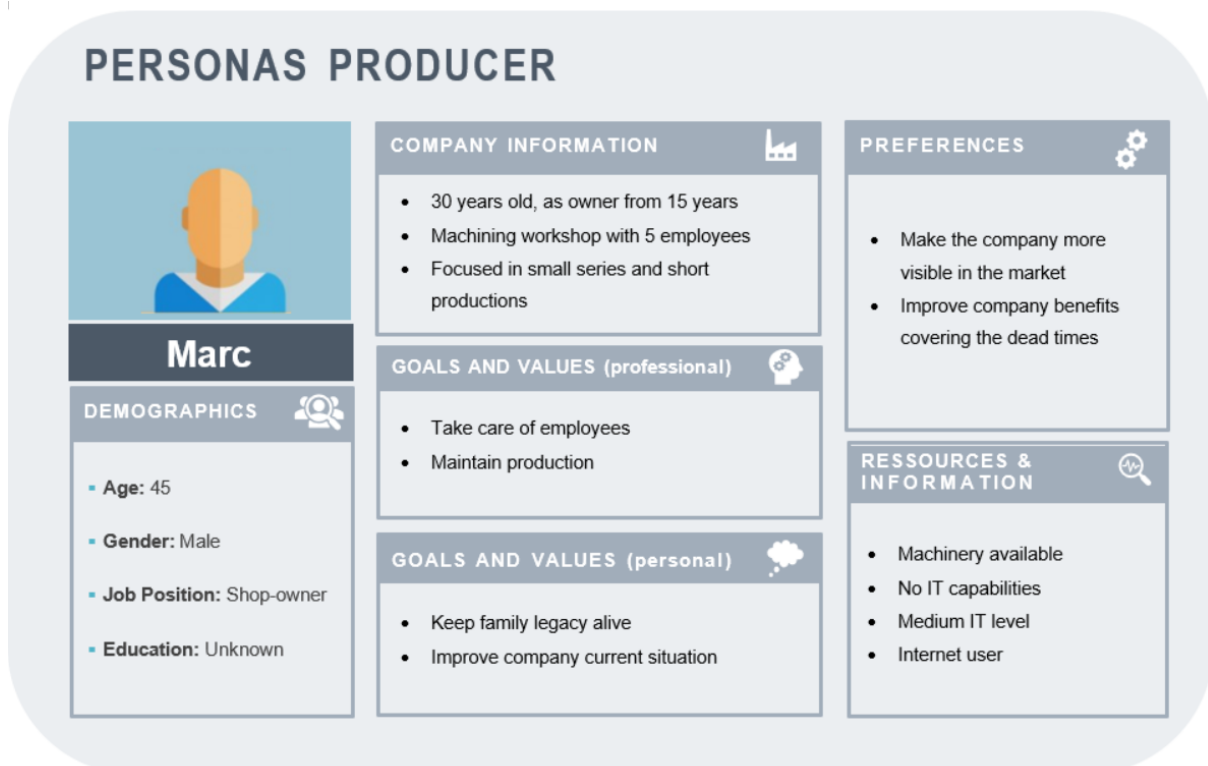 PERSONAS PRODUCER
Marc
DEMOGRAPHICS
▪ Age: 45
▪ Gender: Male
▪ Job Position: Shop-owner
▪ Education: Unknown
COMPANY INFORMATION
• 30 years old, as owner from 15 years
• Machining workshop with 5 employees
• Focused in small series and short
productions
GOALS AND VALUES (professional)
• Take care of employees
• Maintain production
GOALS AND VALUES (personal)
• Keep family legacy alive
• Improve company current situation
PREFERENCES
• Make the company more
visible in the market
• Improve company benefits
covering the dead times
RESSOURCES &
INFORMATION
• Machinery available
• No IT capabilities
• Medium IT level
• Internet user